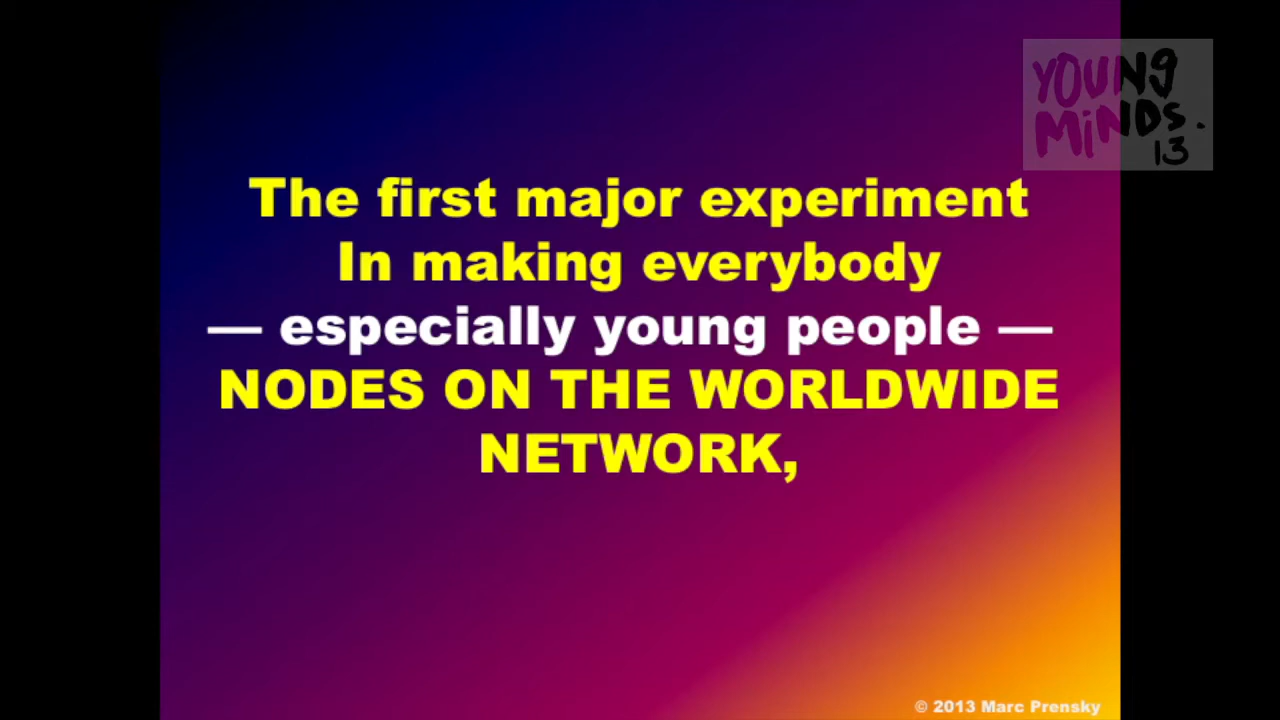 YOUNG
MiNDS.
13
The first major experiment
In making everybody
— especially young people —
NODES ON THE WORLDWIDE
NETWORK,
© 2013 Marc Prensky